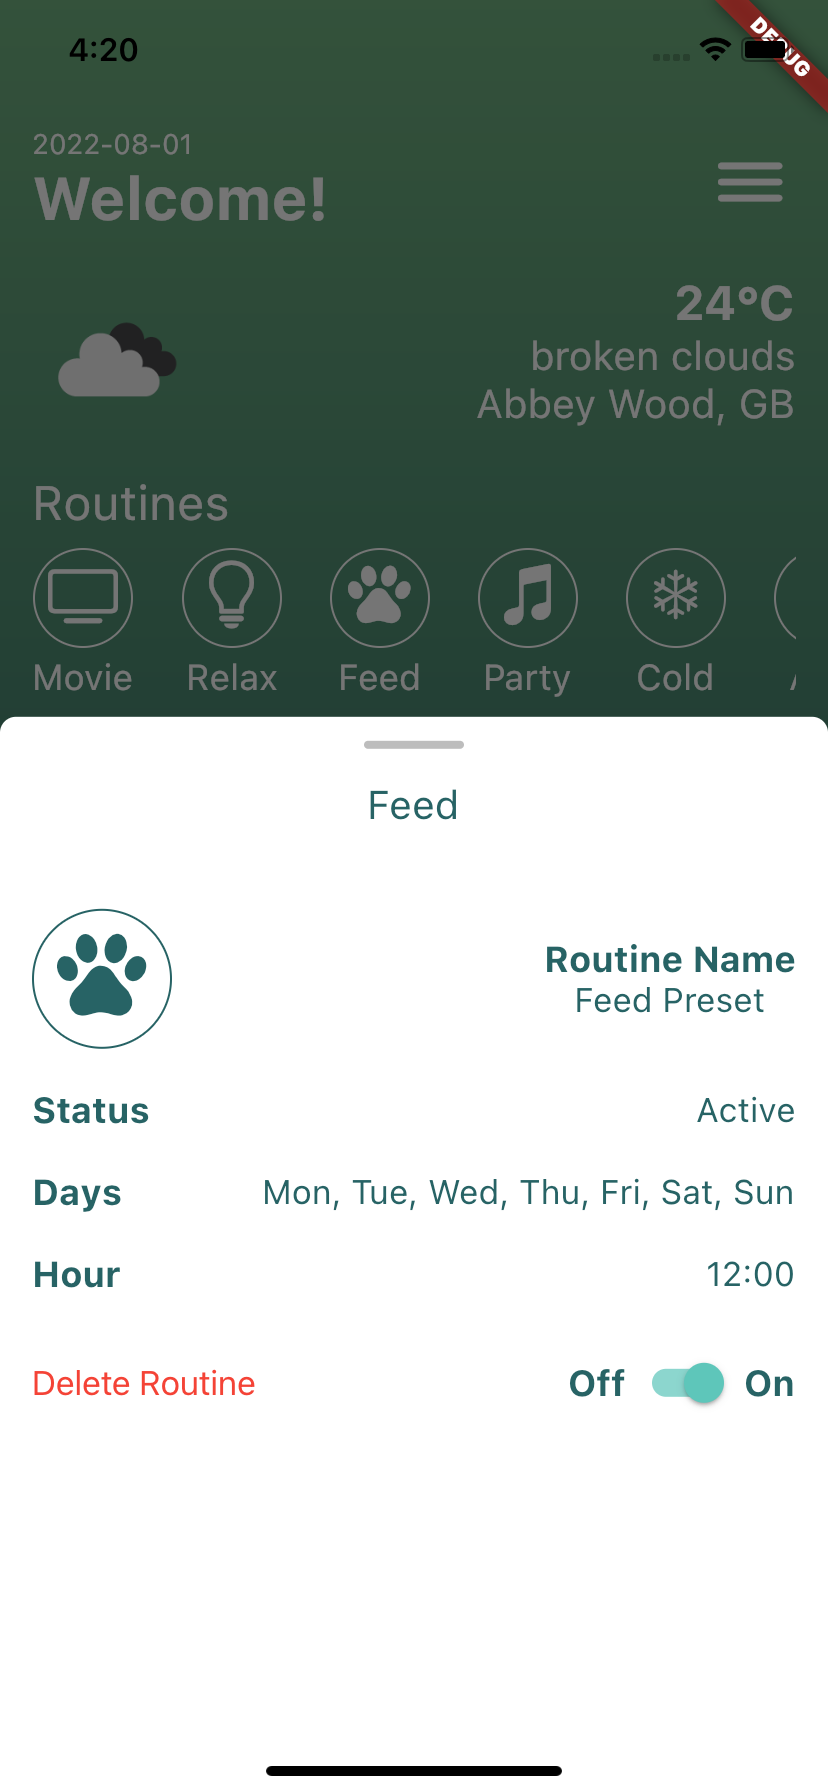 4:20
DEBUG
2022-08-01
Welcome!
24°C
broken clouds
Abbey Wood, GB
Routines
Movie Relax Feed Party Cold
Feed
Routine Name
Feed Preset
Status Active
Days Mon, Tue, Wed, Thu, Fri, Sat, Sun
Hour 12:00
Delete Routine Off On